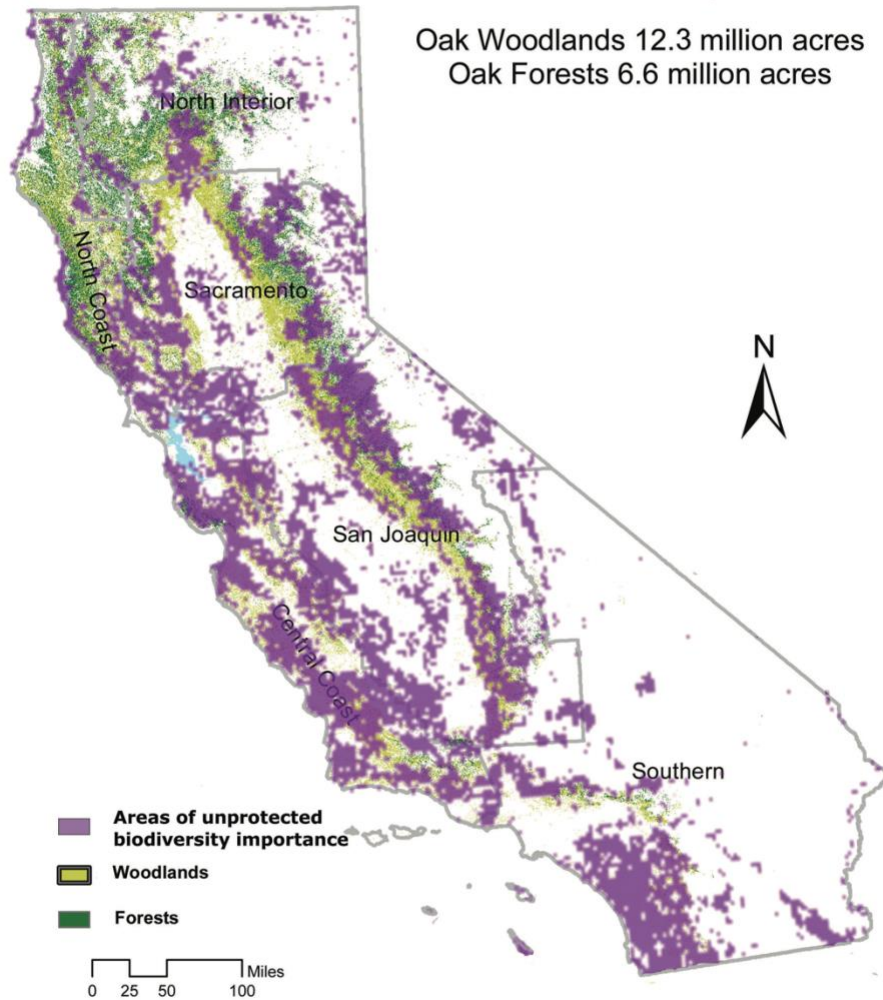 Oak Woodlands 12.3 million acres
Oak Forests 6.6 million acres
North Interior
North Coast
Sacramento
N
San Joaquin
Central Coast
Southern
Areas of unprotected
biodiversity importance
Woodlands
Forests
Miles
0 25 50 100